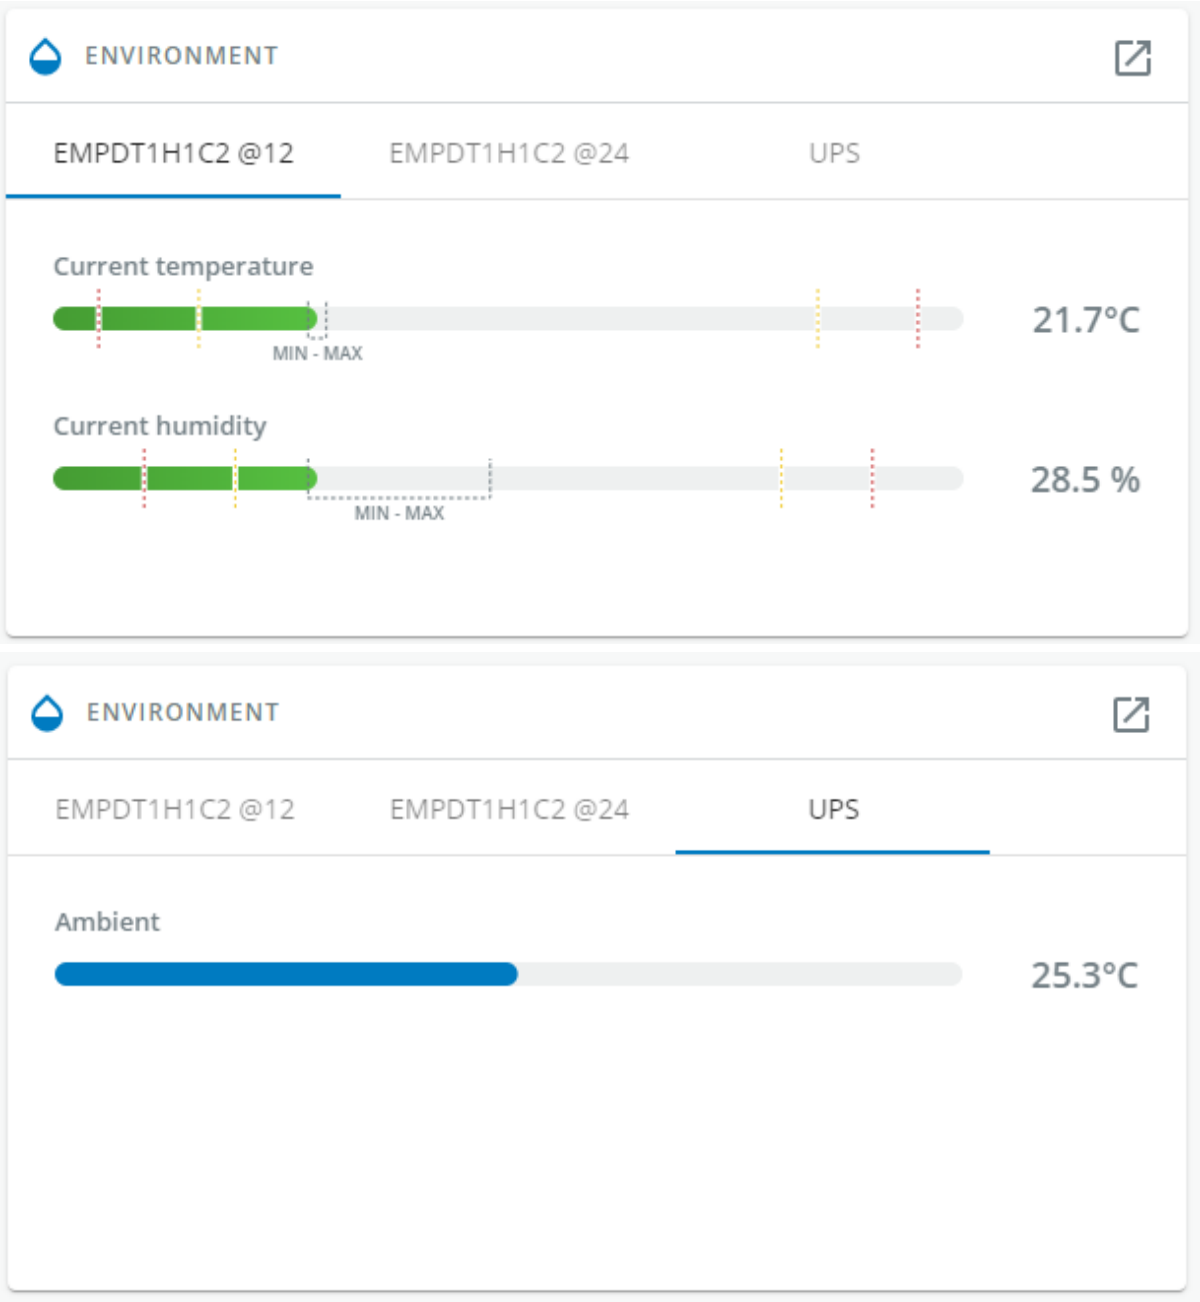 ENVIRONMENT
EMPDT1H1C2 @12 EMPDT1H1C2 @24 UPS
Current temperature
21.7°C
MIN - MAX
Current humidity
28.5 %
MIN - MAX
ENVIRONMENT
EMPDT1H1C2 @12 EMPDT1H1C2 @24 UPS
Ambient
25.3°C